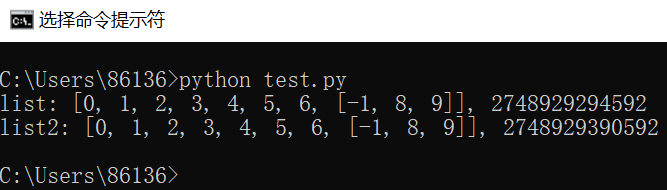 选择命令提示符
C:\Users\86136>python test.py
list: [0, 1, 2, 3, 4, 5, 6, [-1, 8, 9]], 2748929294592
list2: [0, 1, 2, 3, 4, 5, 6, [-1, 8, 9]], 2748929390592
C:\Users\86136>